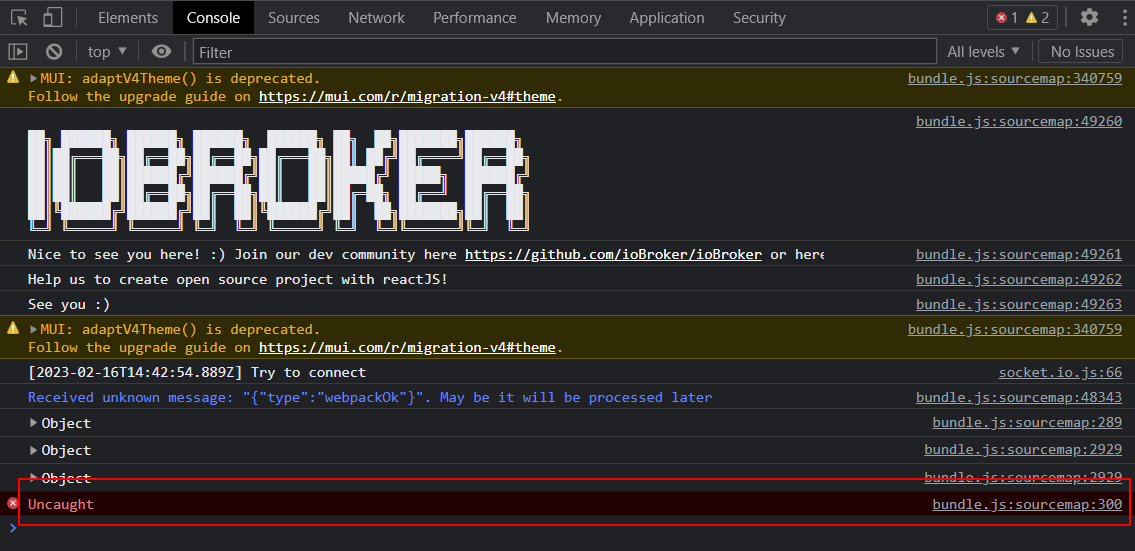 Elements Console Sources Network Performance Memory Application Security 1 2
top Filter All levels No Issues
MUI: adaptV4Theme() is deprecated. bundle.js:sourcemap:340759
Follow the upgrade guide on https://mui.com/r/migration-v4#theme.
bundle.js:sourcemap:49260
IOBROKER
Nice to see you here! :) Join our dev community here https://github.com/ioBroker/ioBroker or here bundle.js:sourcemap:49261
Help us to create open source project with reactJS! bundle.js:sourcemap:49262
See you :) bundle.js:sourcemap:49263
MUI: adaptV4Theme() is deprecated. bundle.js:sourcemap:340759
Follow the upgrade guide on https://mui.com/r/migration-v4#theme.
[2023-02-16T14:42:54.889Z] Try to connect socket.io.js:66
Received unknown message: "{"type":"webpackOk"}". May be it will be processed later bundle.js:sourcemap:48343
Object bundle.js:sourcemap:289
Object bundle.js:sourcemap:2929
Object bundle.js:sourcemap:2929
Uncaught bundle.js:sourcemap:300